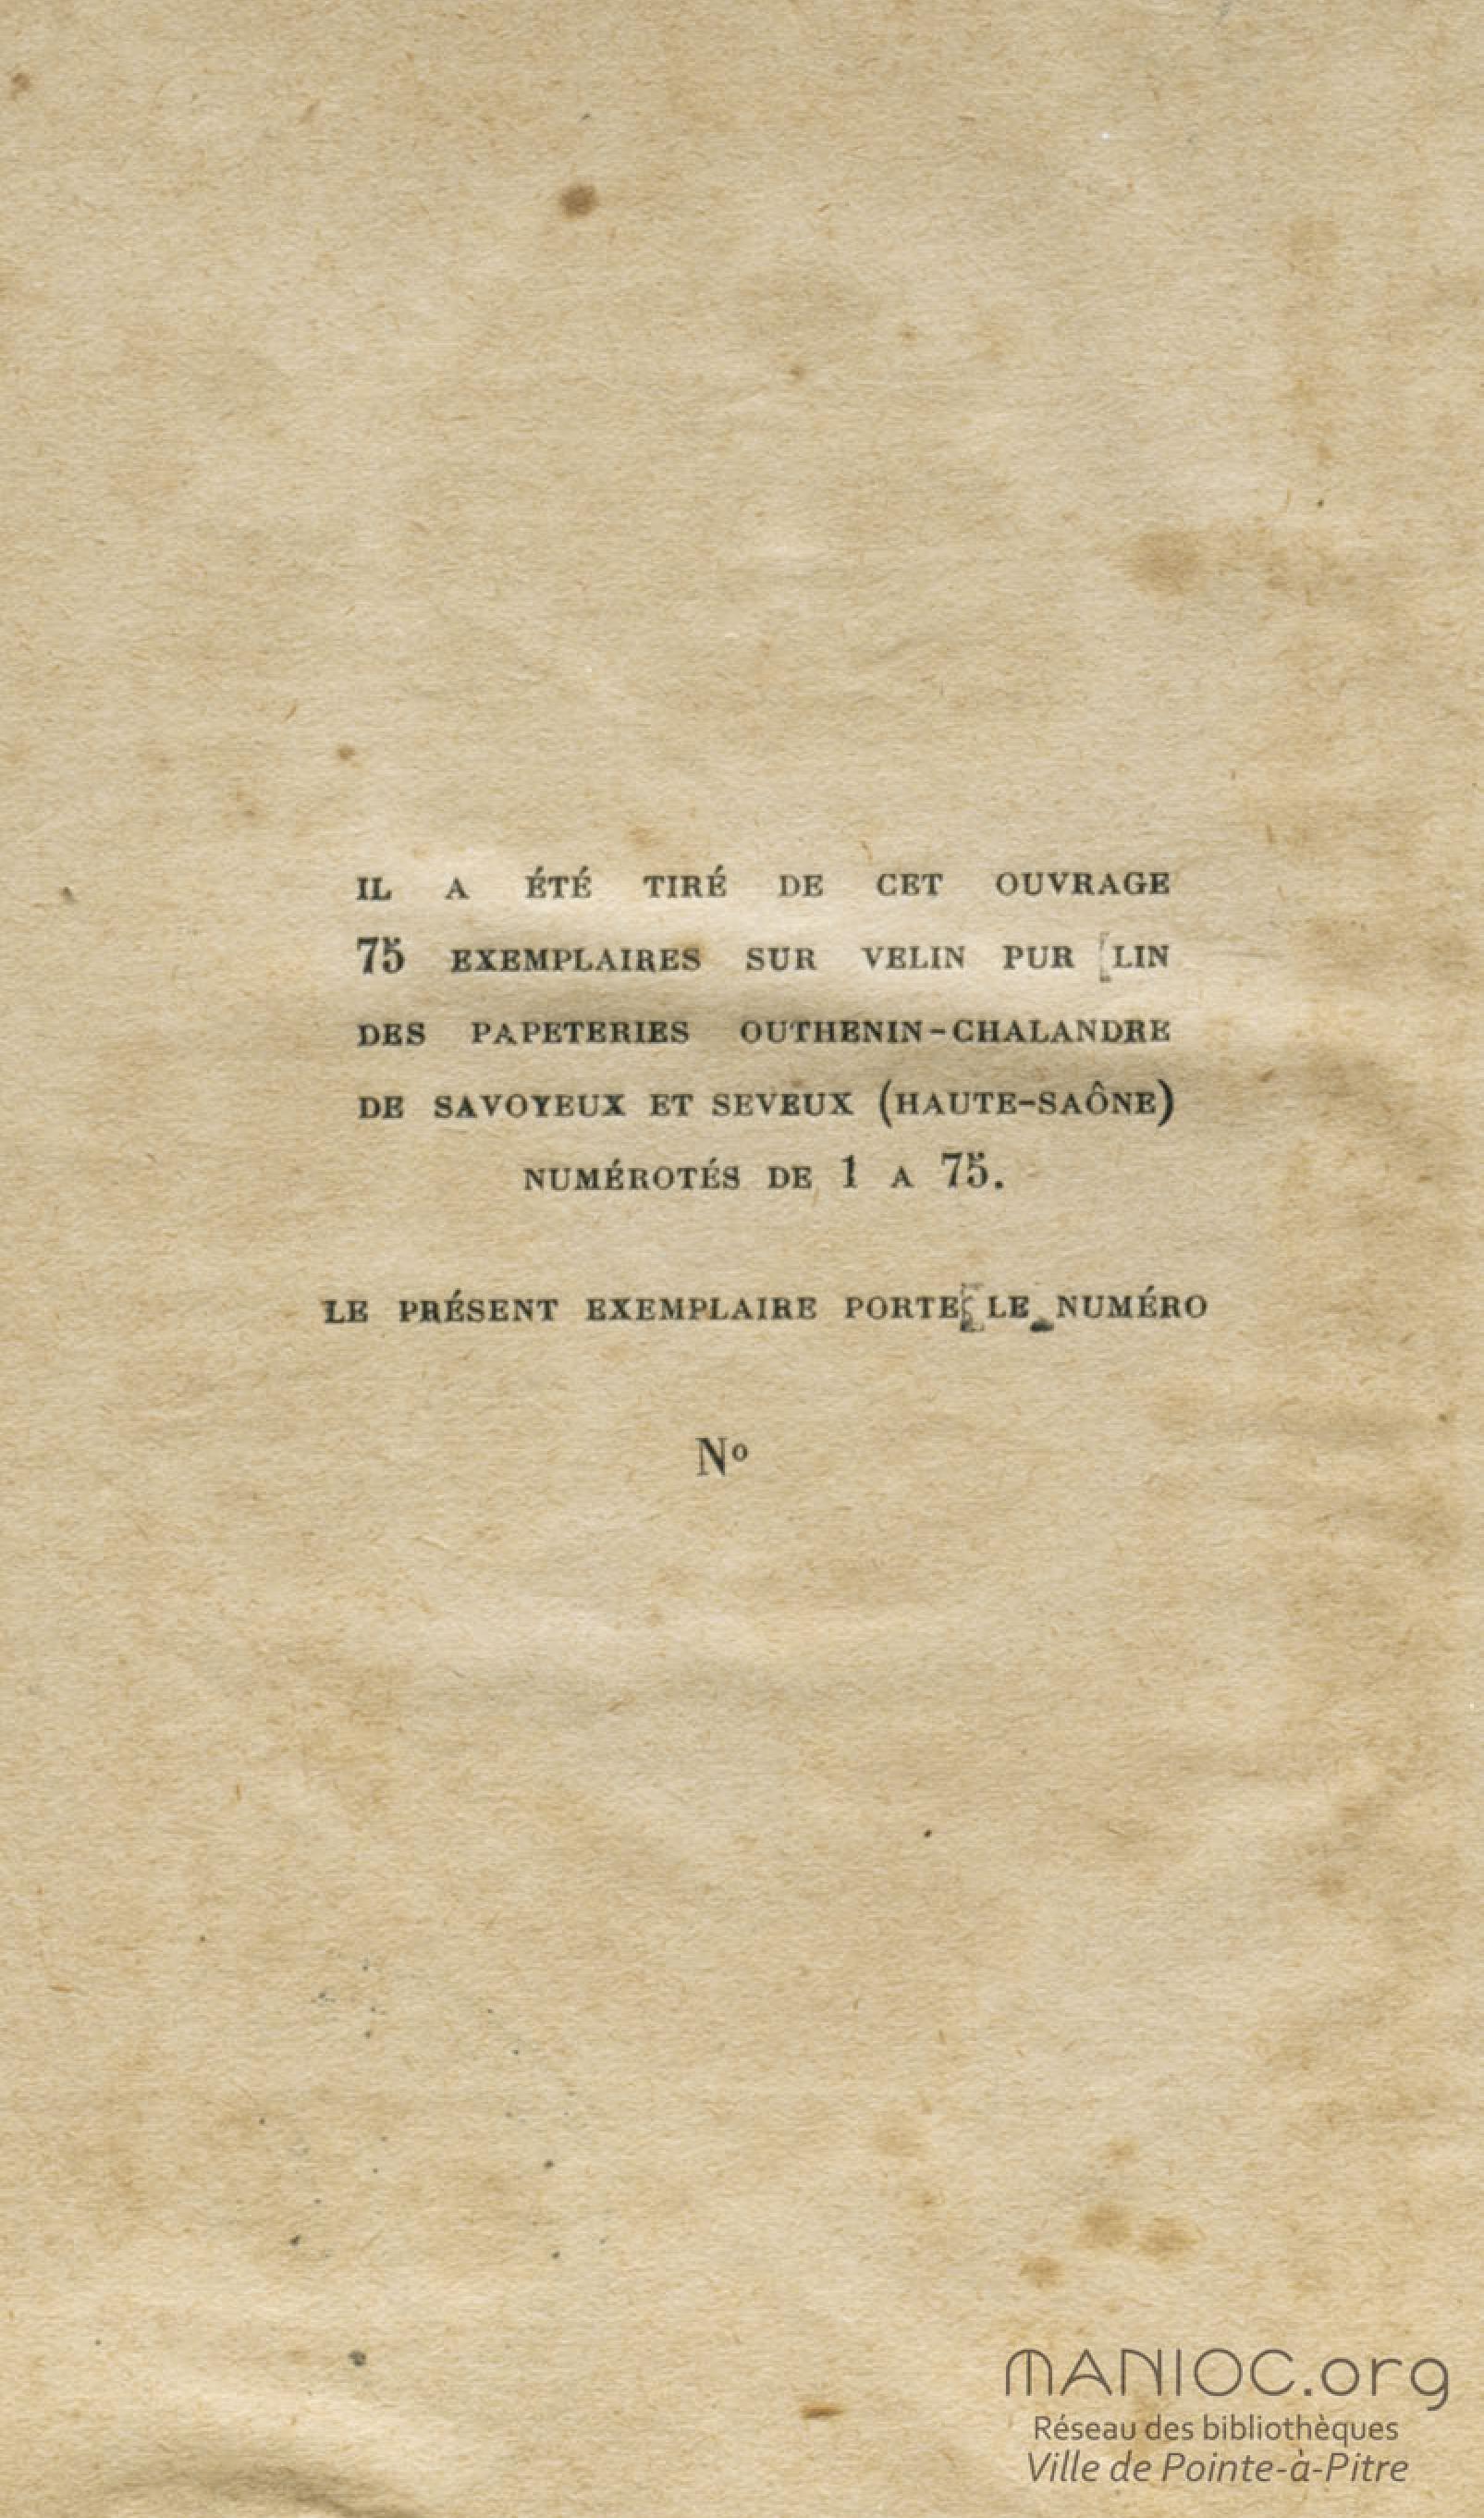 IL A ÉTÉ TIRÉ DE CET OUVRAGE
75 EXEMPLAIRES SUR VELIN PUR LIN
DES PAPETERIES OUTHENIN-CHALANDRE
DE SAVOYEUX ET SEVEUX (HAUTE-SAÔNE)
NUMÉROTÉS DE 1 A 75.
LE PRÉSENT EXEMPLAIRE PORTE LE NUMÉRO
Nº
MANIOC.org
Réseau des bibliothèques
Ville de Pointe-à-Pitre